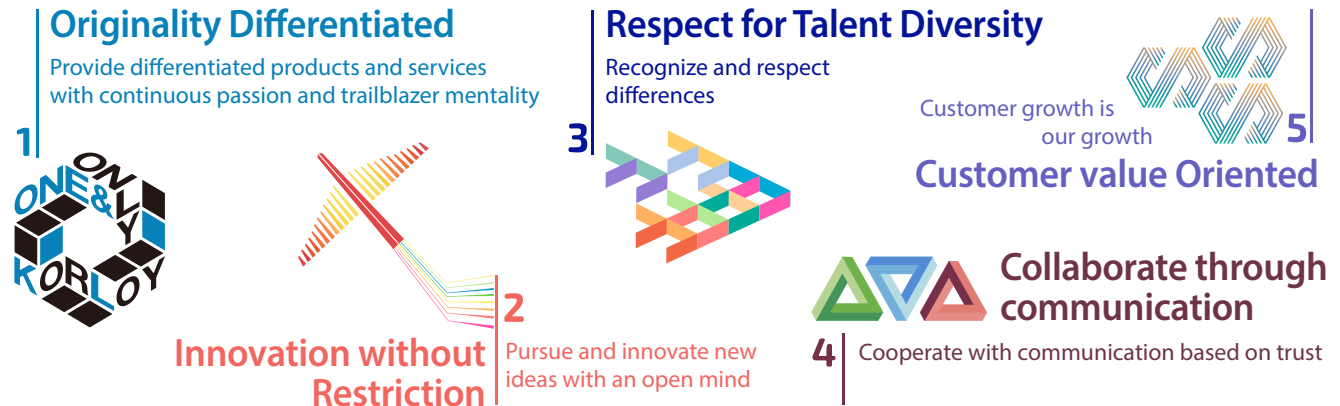 1
Originality Differentiated
Provide differentiated products and services
with continuous passion and trailblazer mentality
ONE & ONLY
KORLOY
2
Innovation without
Restriction
Pursue and innovate new
ideas with an open mind
3
Respect for Talent Diversity
Recognize and respect
differences
4
Collaborate through
communication
Cooperate with communication based on trust
5
Customer growth is
our growth
Customer value Oriented